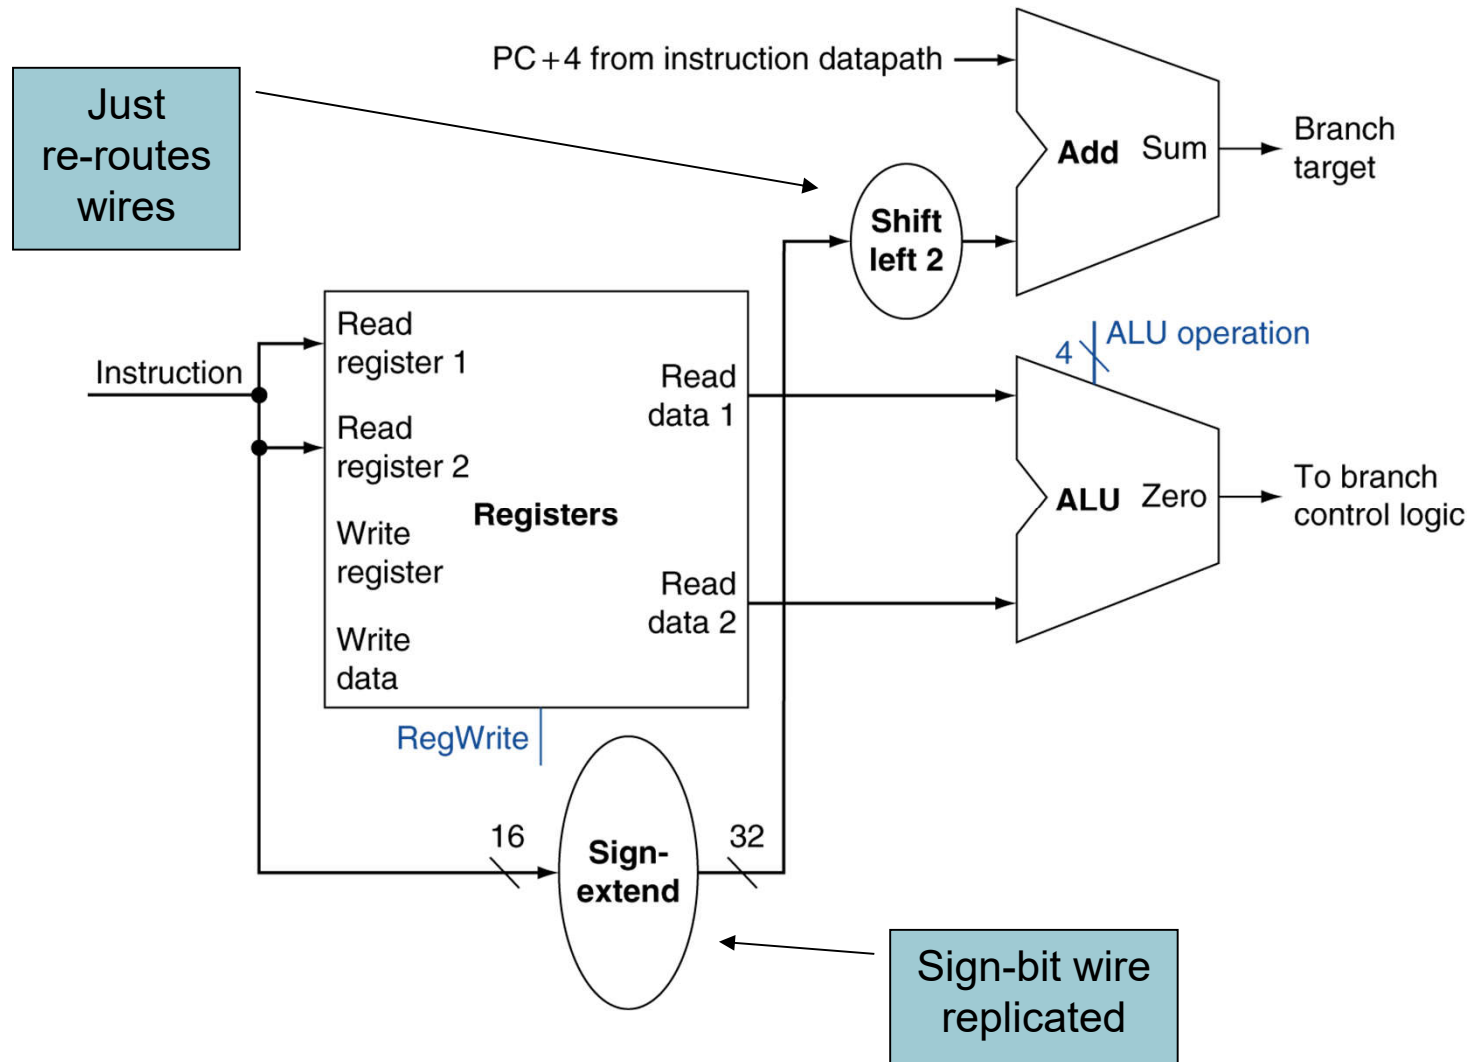 PC+4 from instruction datapath
Just
re-routes
wires
Add Sum
Branch
target
Shift
left 2
Instruction
Read
register 1
Read
register 2
Write
register
Write
data
Registers
Read
data 1
Read
data 2
RegWrite
4
ALU operation
ALU Zero
To branch
control logic
16
Sign-
extend
32
Sign-bit wire
replicated